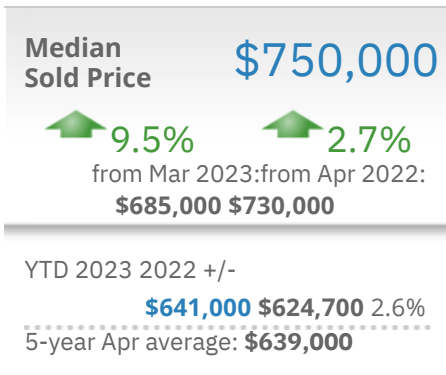 Median
Sold Price
$750,000
9.5% 2.7%
from Mar 2023:from Apr 2022:
$685,000 $730,000
YTD 2023 2022 +/-
$641,000 $624,700 2.6%
5-year Apr average: $639,000